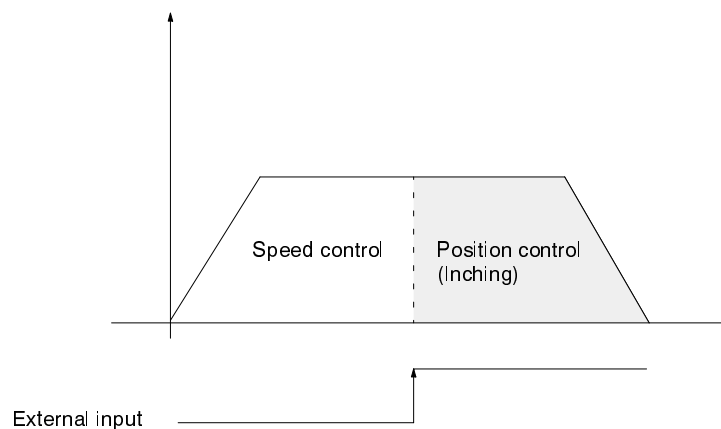 Speed control
Position control
(Inching)
External input